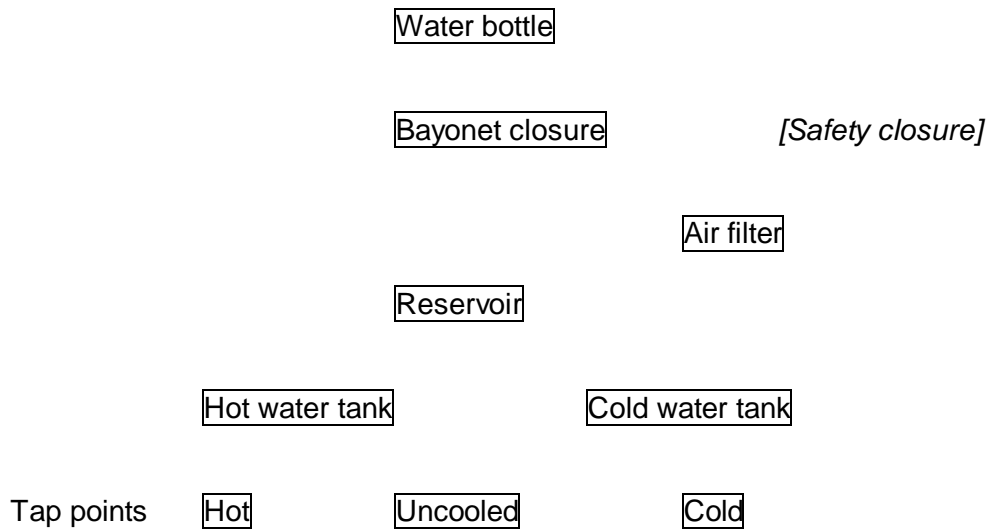 Water bottle
Bayonet closure [Safety closure]
Air filter
Reservoir
Hot water tank Cold water tank
Tap points Hot Uncooled Cold